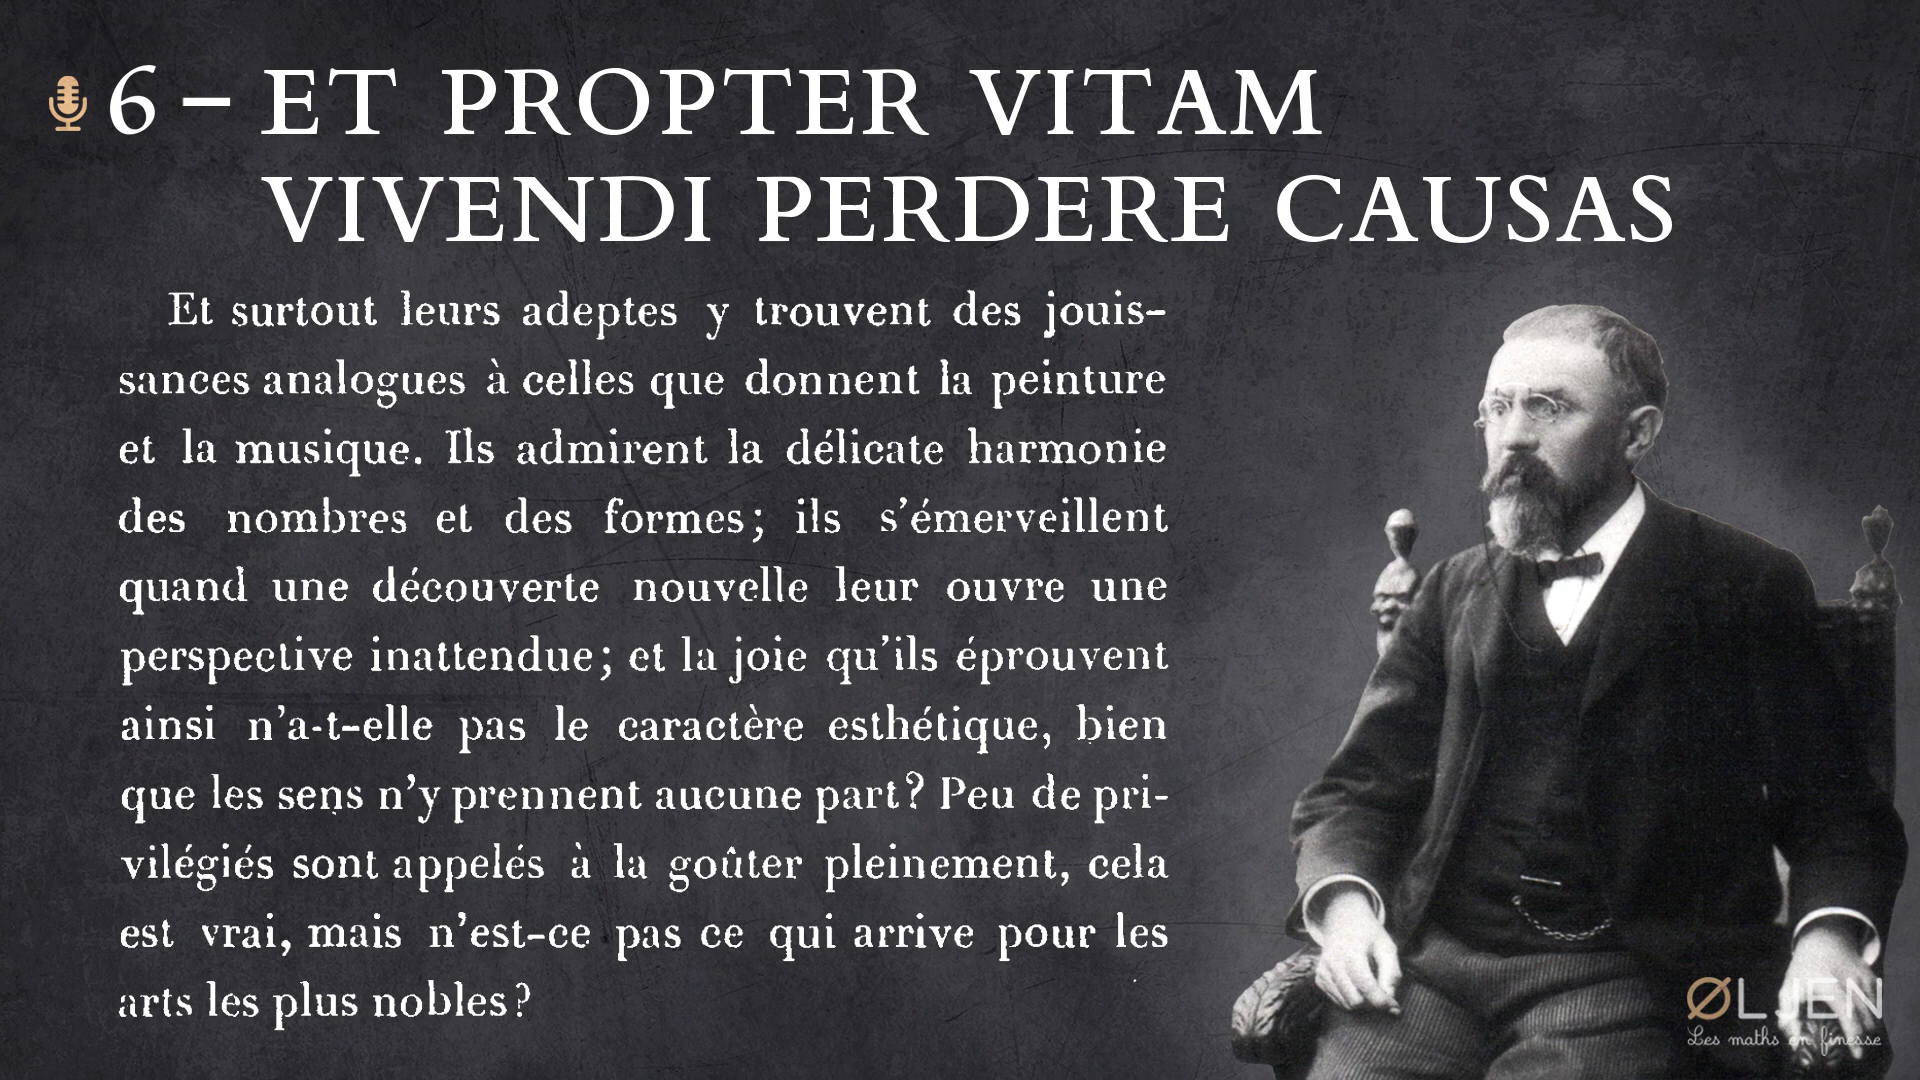 6 – ET PROPTER VITAM
VIVENDI PERDERE CAUSAS
Et surtout leurs adeptes y trouvent des jouis-
sances analogues à celles que donnent la peinture
et la musique. Ils admirent la délicate harmonie
des nombres et des formes; ils s'émerveillent
quand une découverte nouvelle leur ouvre une
perspective inattendue; et la joie qu'ils éprouvent
ainsi n'a-t-elle pas le caractère esthétique, bien
que les sens n'y prennent aucune part? Peu de pri-
vilégiés sont appelés à la goûter pleinement, cela
est vrai, mais n'est-ce pas ce qui arrive pour les
arts les plus nobles?
ØLJEN
Les maths en finesse